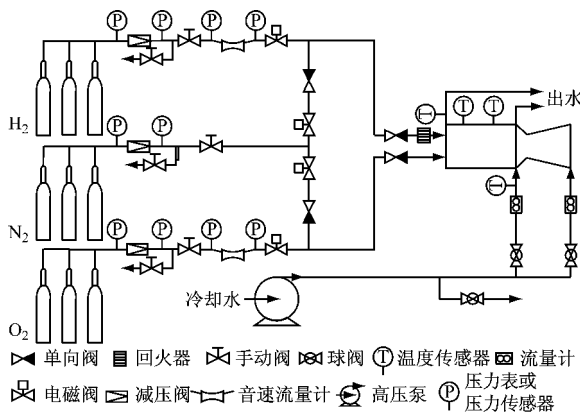 P P P P
H₂
出水
T T T
P P
N₂
T
P P P P
O₂
冷却水
单向阀 回火器 手动阀 球阀 T 温度传感器 流量计
电磁阀 减压阀 音速流量计 高压泵 P 压力表或
压力传感器